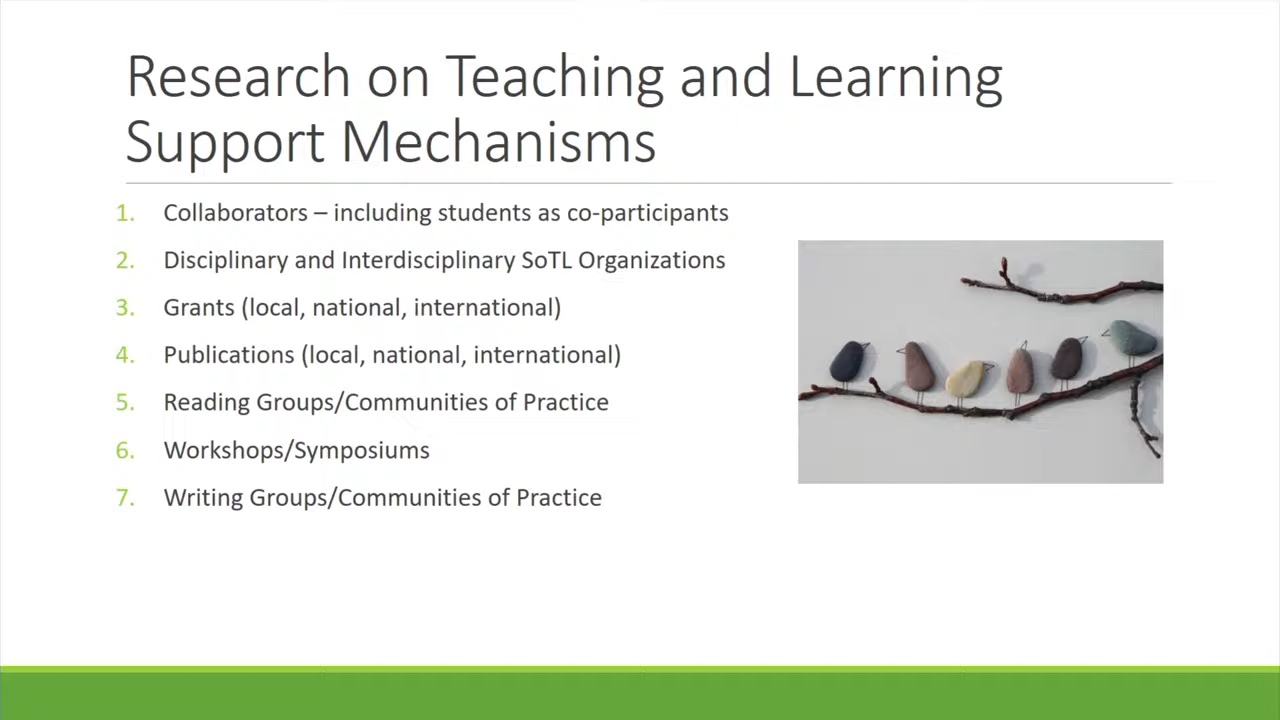 Research on Teaching and Learning
Support Mechanisms
1. Collaborators – including students as co-participants
2. Disciplinary and Interdisciplinary SoTL Organizations
3. Grants (local, national, international)
4. Publications (local, national, international)
5. Reading Groups/Communities of Practice
6. Workshops/Symposiums
7. Writing Groups/Communities of Practice